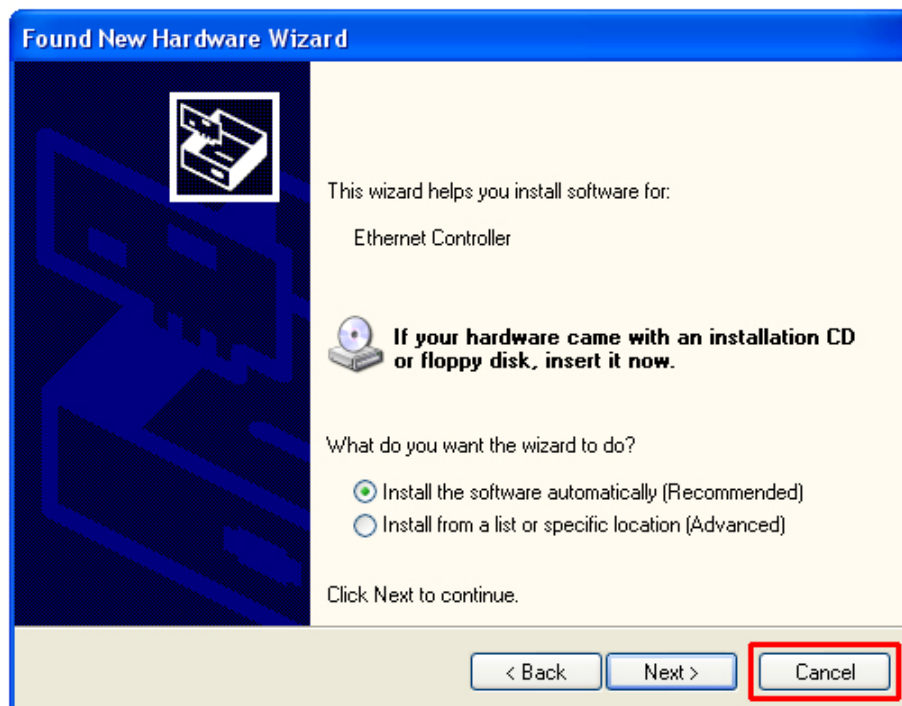 Found New Hardware Wizard
This wizard helps you install software for:
Ethernet Controller
If your hardware came with an installation CD
or floppy disk, insert it now.
What do you want the wizard to do?
Install the software automatically (Recommended)
Install from a list or specific location (Advanced)
Click Next to continue.
< Back Next > Cancel